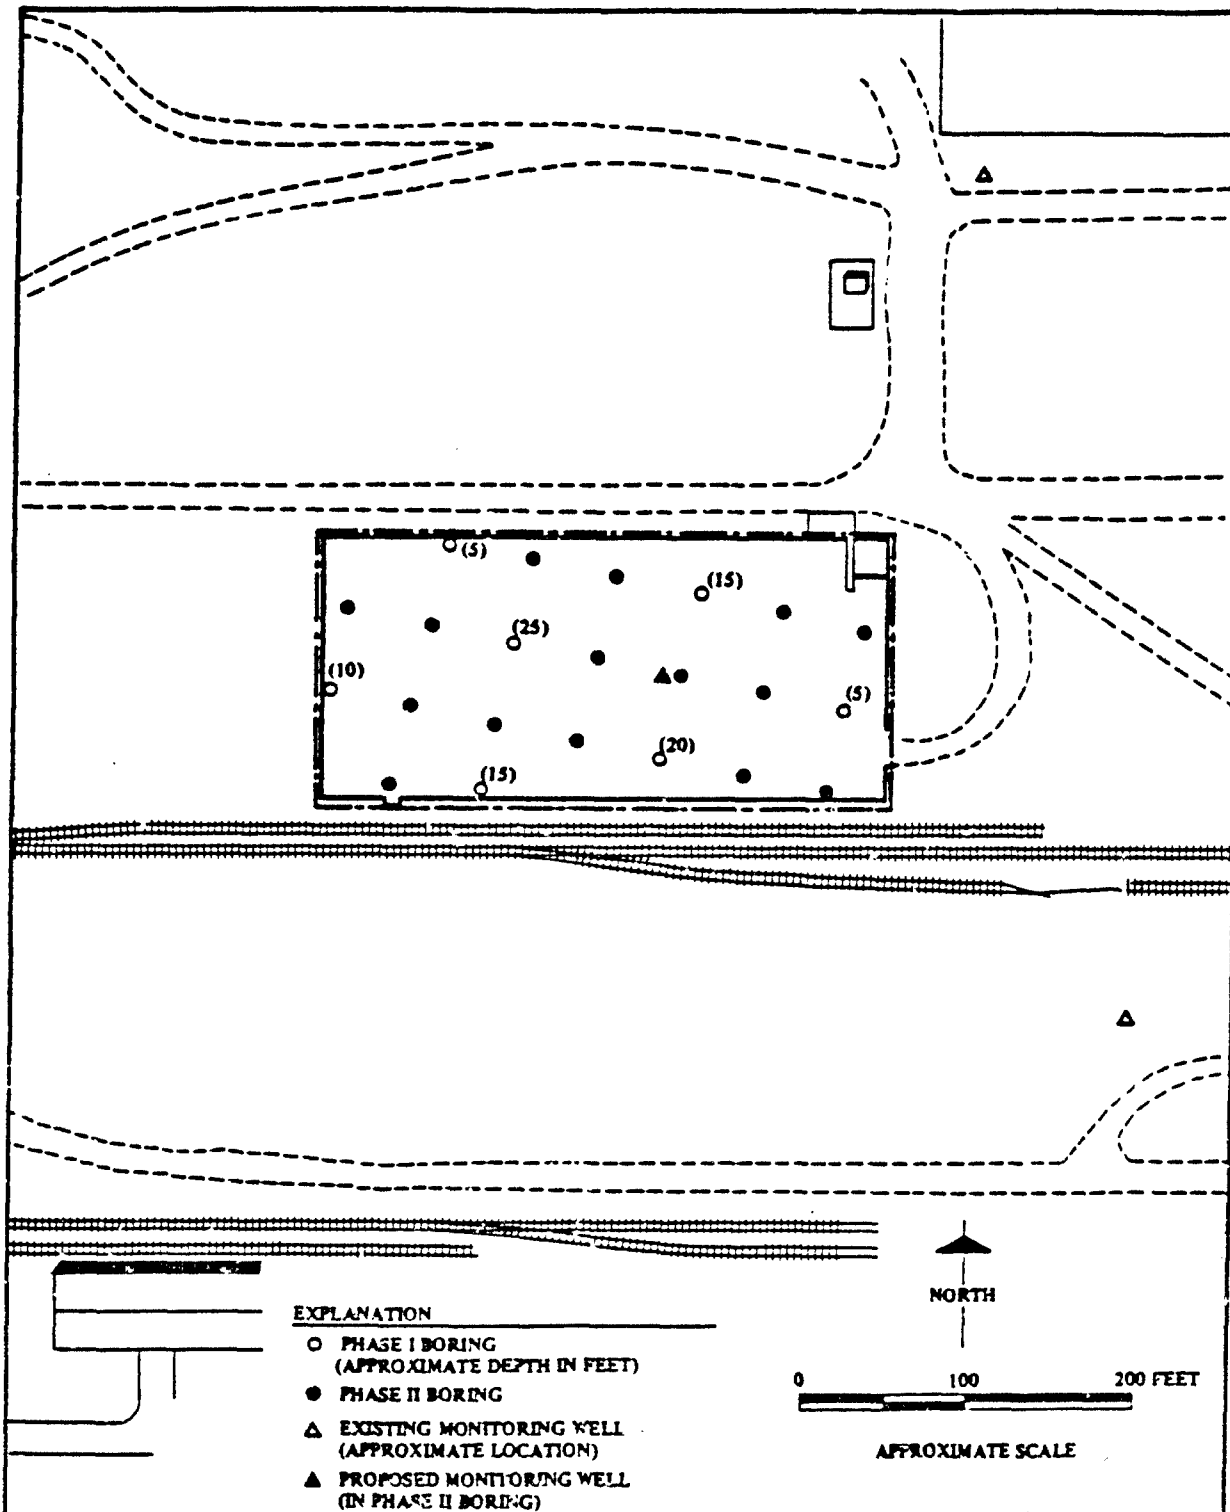 (5)
(15)
(25)
(10)
(5)
(20)
(15)
NORTH
EXPLANATION
PHASE I BORING
(APPROXIMATE DEPTH IN FEET)
PHASE II BORING
EXISTING MONITORING WELL
(APPROXIMATE LOCATION)
PROPOSED MONITORING WELL
(IN PHASE II BORING)
0 100 200 FEET
APPROXIMATE SCALE